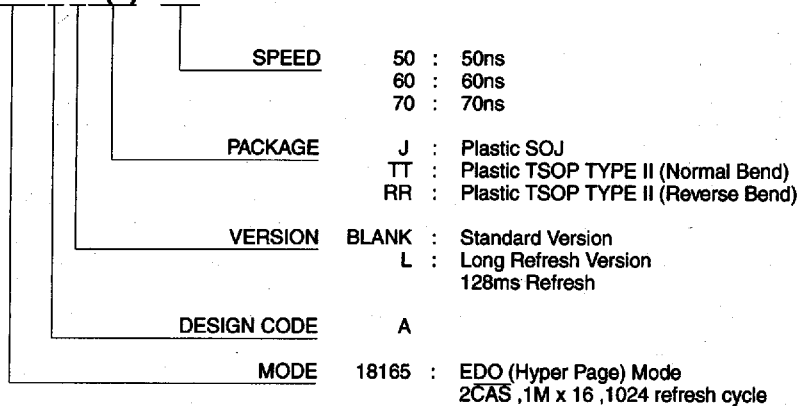 SPEED 50 : 50ns
60 : 60ns
70 : 70ns
PACKAGE J : Plastic SOJ
TT : Plastic TSOP TYPE II (Normal Bend)
RR : Plastic TSOP TYPE II (Reverse Bend)
VERSION BLANK : Standard Version
L : Long Refresh Version
128ms Refresh
DESIGN CODE A
MODE 18165 : EDO (Hyper Page) Mode
2C̅A̅S̅ ,1M x 16 ,1024 refresh cycle